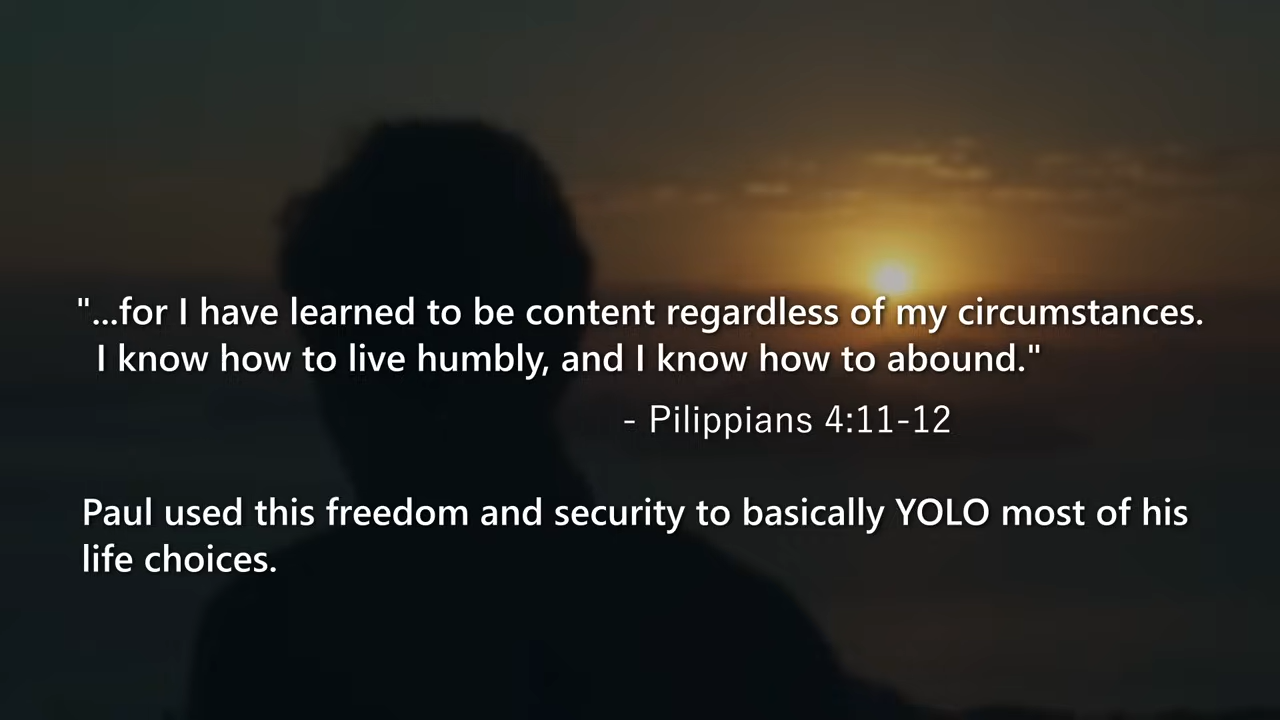 "...for I have learned to be content regardless of my circumstances.
I know how to live humbly, and I know how to abound."
- Pilippians 4:11-12
Paul used this freedom and security to basically YOLO most of his
life choices.